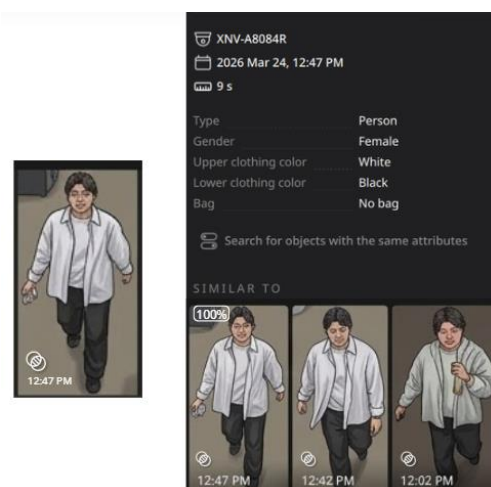 XNV-A8084R
2026 Mar 24, 12:47 PM
9 s
Type Person
Gender Female
Upper clothing color White
Lower clothing color Black
Bag No bag
Search for objects with the same attributes
SIMILAR TO
100%
12:47 PM
12:47 PM 12:42 PM 12:02 PM